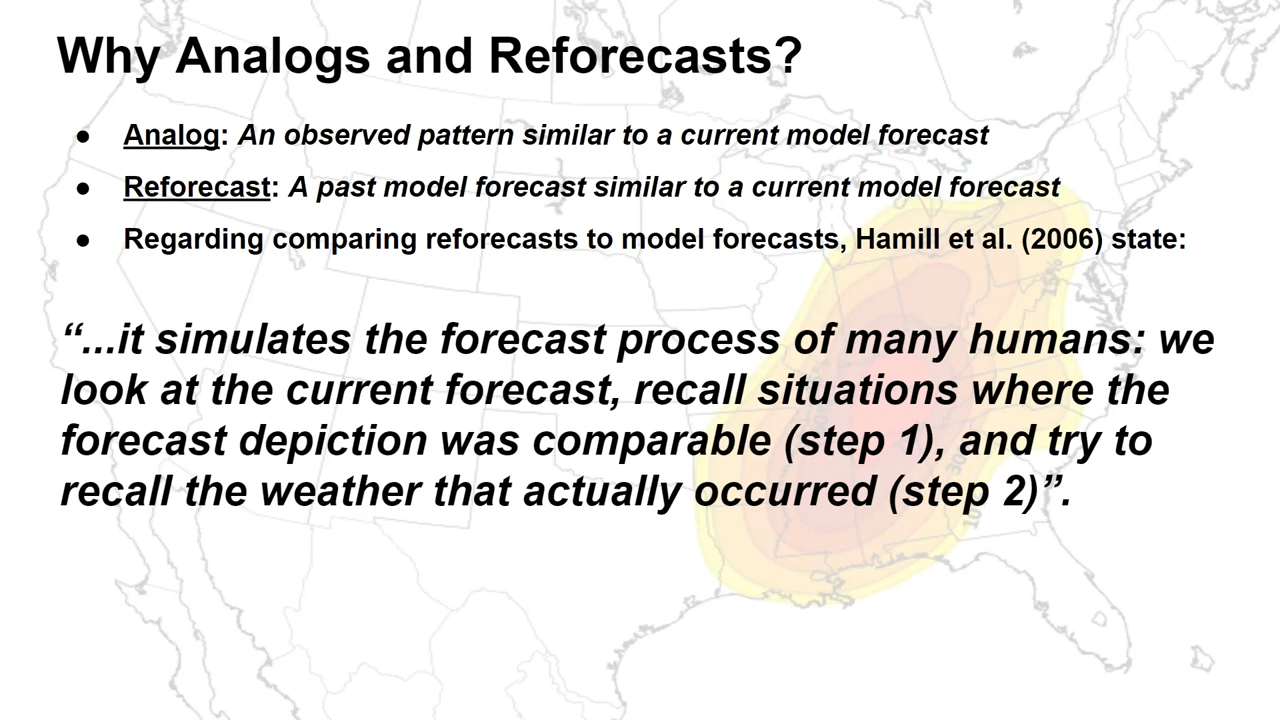 Why Analogs and Reforecasts?
● Analog: An observed pattern similar to a current model forecast
● Reforecast: A past model forecast similar to a current model forecast
● Regarding comparing reforecasts to model forecasts, Hamill et al. (2006) state:
“...it simulates the forecast process of many humans: we
look at the current forecast, recall situations where the
forecast depiction was comparable (step 1), and try to
recall the weather that actually occurred (step 2)”.
15%